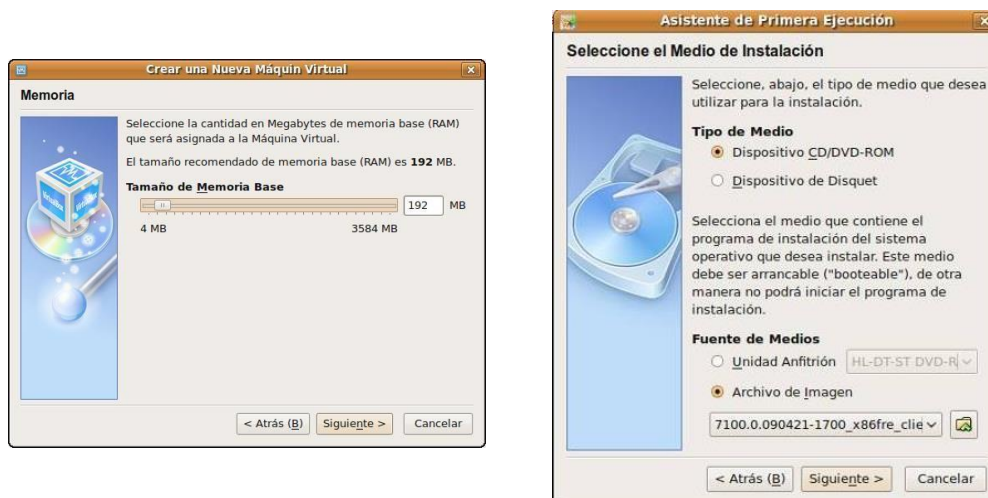 Crear una Nueva Máquin Virtual
Memoria
Seleccione la cantidad en Megabytes de memoria base (RAM)
que será asignada a la Máquina Virtual.
El tamaño recomendado de memoria base (RAM) es 192 MB.
Tamaño de Memoria Base
192 MB
4 MB 3584 MB
< Atrás (B) Siguiente > Cancelar
Asistente de Primera Ejecución
Seleccione el Medio de Instalación
Seleccione, abajo, el tipo de medio que desea
utilizar para la instalación.
Tipo de Medio
Dispositivo CD/DVD-ROM
Dispositivo de Disquet
Selecciona el medio que contiene el
programa de instalación del sistema
operativo que desea instalar. Este medio
debe ser arrancable ("booteable"), de otra
manera no podrá iniciar el programa de
instalación.
Fuente de Medios
Unidad Anfitrión HL-DT-ST DVD-R
Archivo de Imagen
7100.0.090421-1700_x86fre_clie
< Atrás (B) Siguiente > Cancelar